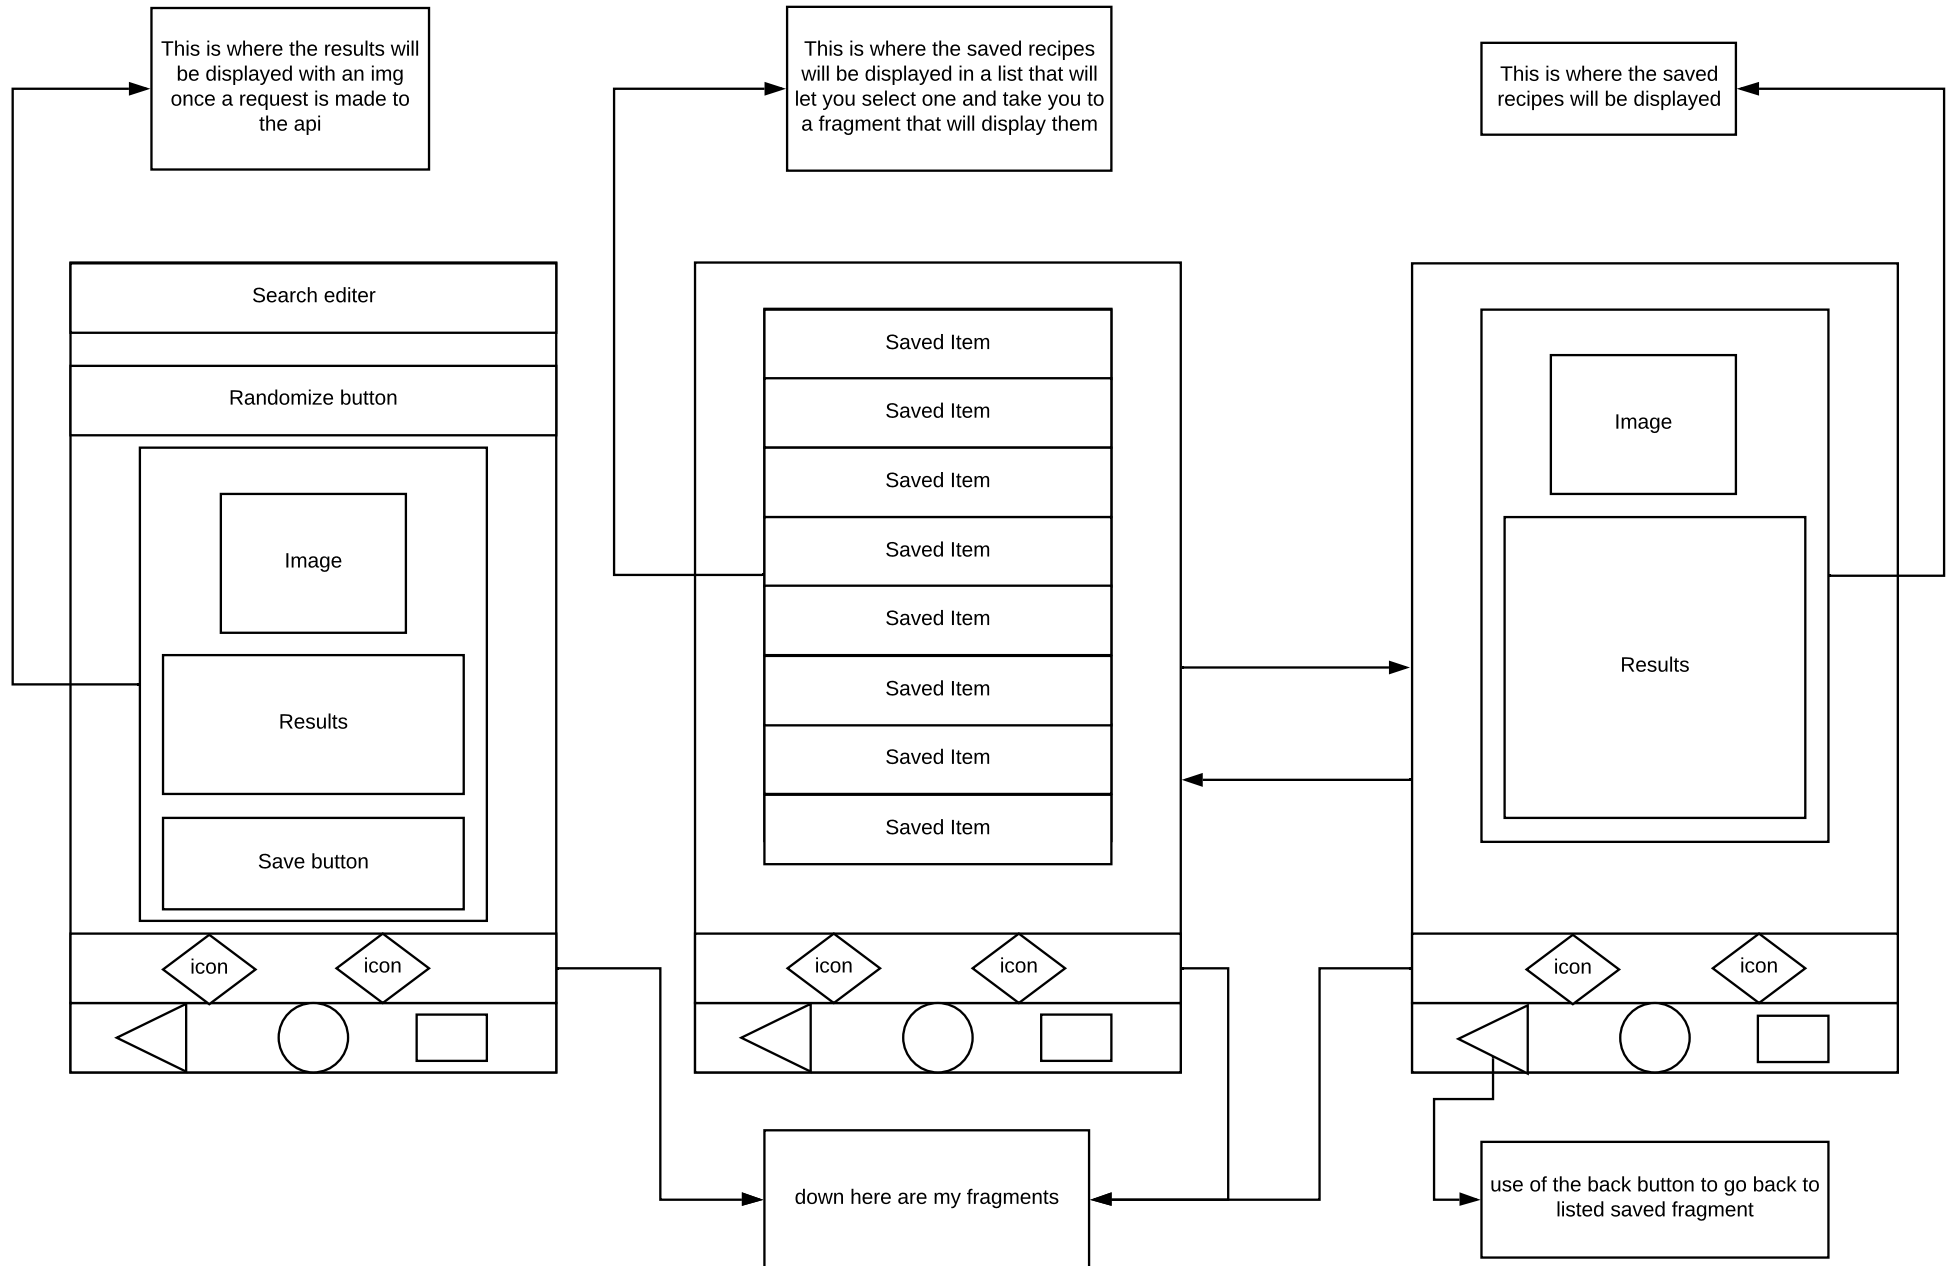 This is where the results will
be displayed with an img
once a request is made to
the api
This is where the saved recipes
will be displayed in a list that will
let you select one and take you to
a fragment that will display them
This is where the saved
recipes will be displayed
Search editer
Randomize button
Image
Results
Save button
icon
icon
Saved Item
Saved Item
Saved Item
Saved Item
Saved Item
Saved Item
Saved Item
Saved Item
icon
icon
Image
Results
icon
icon
down here are my fragments
use of the back button to go back to
listed saved fragment